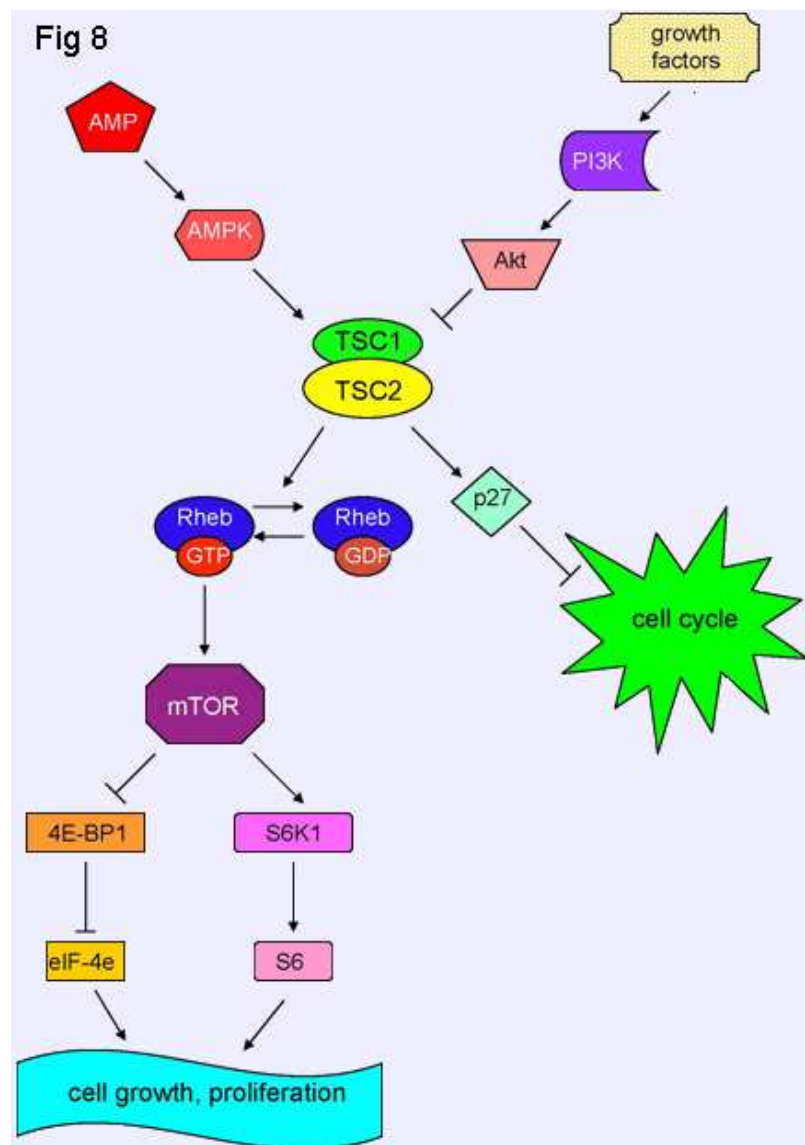 Fig 8
growth
factors
AMP
PI3K
AMPK
Akt
TSC1
TSC2
Rheb
GTP
Rheb
GDP
p27
cell cycle
mTOR
4E-BP1
S6K1
eIF-4e
S6
cell growth, proliferation